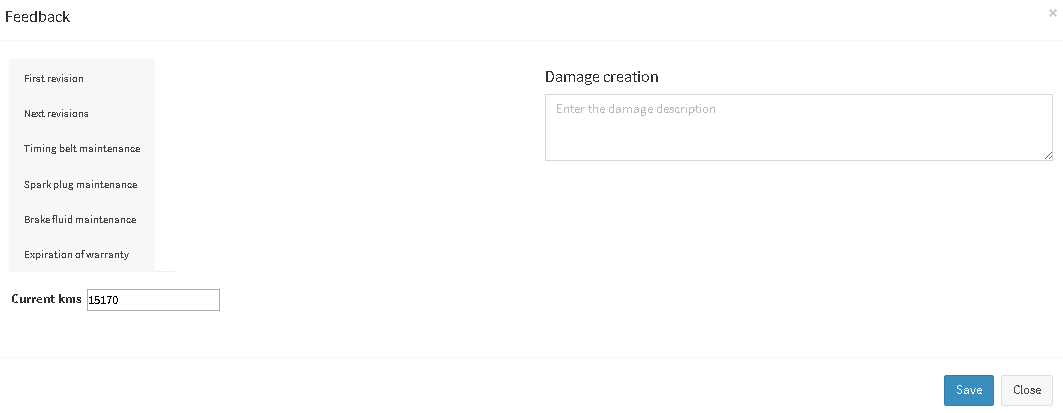 Feedback
×
First revision
Next revisions
Timing belt maintenance
Spark plug maintenance
Brake fluid maintenance
Expiration of warranty
Current kms 15170
Damage creation
Enter the damage description
Save Close